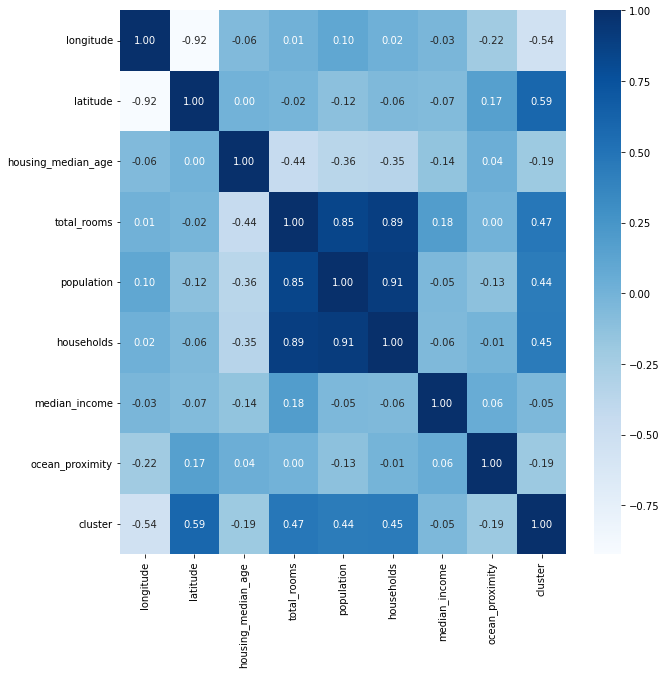 longitude 1.00 -0.92 -0.06 0.01 0.10 0.02 -0.03 -0.22 -0.54
latitude -0.92 1.00 0.00 -0.02 -0.12 -0.06 -0.07 0.17 0.59
housing_median_age -0.06 0.00 1.00 -0.44 -0.36 -0.35 -0.14 0.04 -0.19
total_rooms 0.01 -0.02 -0.44 1.00 0.85 0.89 0.18 0.00 0.47
population 0.10 -0.12 -0.36 0.85 1.00 0.91 -0.05 -0.13 0.44
households 0.02 -0.06 -0.35 0.89 0.91 1.00 -0.06 -0.01 0.45
median_income -0.03 -0.07 -0.14 0.18 -0.05 -0.06 1.00 0.06 -0.05
ocean_proximity -0.22 0.17 0.04 0.00 -0.13 -0.01 0.06 1.00 -0.19
cluster -0.54 0.59 -0.19 0.47 0.44 0.45 -0.05 -0.19 1.00
longitude
latitude
housing_median_age
total_rooms
population
households
median_income
ocean_proximity
cluster
1.00
0.75
0.50
0.25
0.00
-0.25
-0.50
-0.75